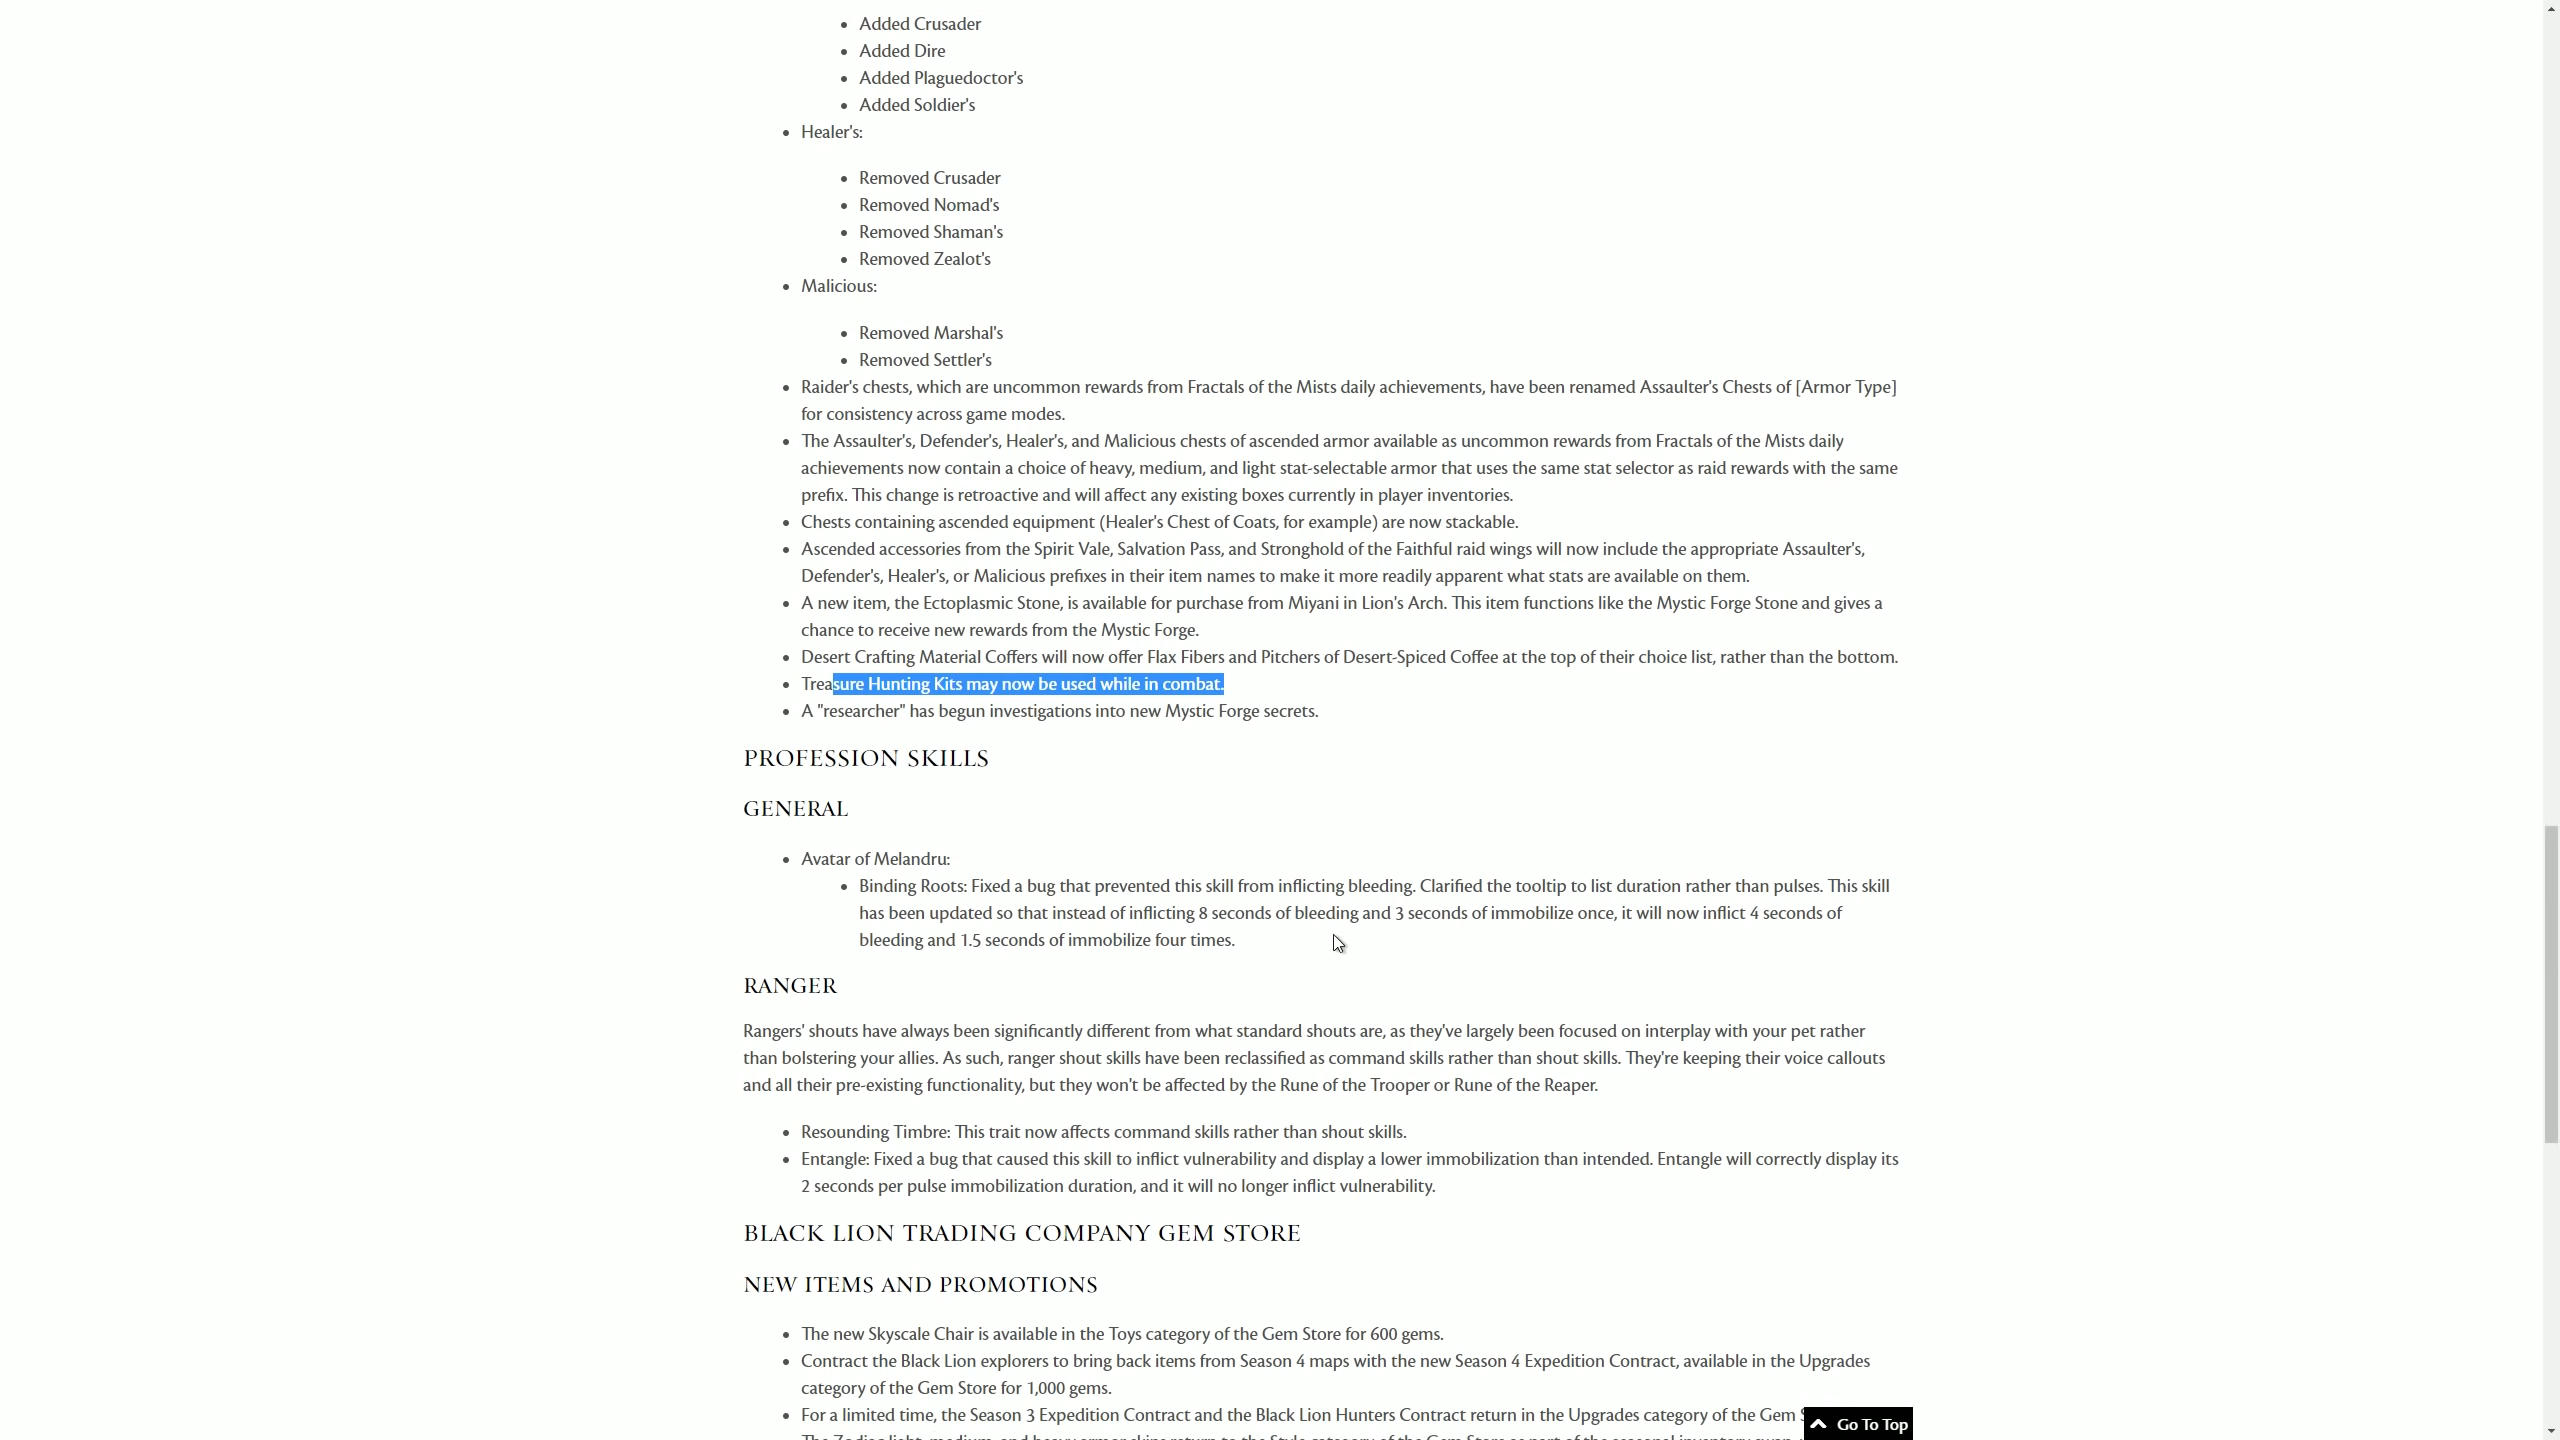 Added Crusader
Added Dire
Added Plaguedoctor's
Added Soldier's
Healer's:
Removed Crusader
Removed Nomad's
Removed Shaman's
Removed Zealot's
Malicious:
Removed Marshal's
Removed Settler's
Raider's chests, which are uncommon rewards from Fractals of the Mists daily achievements, have been renamed Assaulter's Chests of [Armor Type]
for consistency across game modes.
The Assaulter's, Defender's, Healer's, and Malicious chests of ascended armor available as uncommon rewards from Fractals of the Mists daily
achievements now contain a choice of heavy, medium, and light stat-selectable armor that uses the same stat selector as raid rewards with the same
prefix. This change is retroactive and will affect any existing boxes currently in player inventories.
Chests containing ascended equipment (Healer's Chest of Coats, for example) are now stackable.
Ascended accessories from the Spirit Vale, Salvation Pass, and Stronghold of the Faithful raid wings will now include the appropriate Assaulter's,
Defender's, Healer's, or Malicious prefixes in their item names to make it more readily apparent what stats are available on them.
A new item, the Ectoplasmic Stone, is available for purchase from Miyani in Lion's Arch. This item functions like the Mystic Forge Stone and gives a
chance to receive new rewards from the Mystic Forge.
Desert Crafting Material Coffers will now offer Flax Fibers and Pitchers of Desert-Spiced Coffee at the top of their choice list, rather than the bottom.
Treasure Hunting Kits may now be used while in combat.
A "researcher" has begun investigations into new Mystic Forge secrets.
PROFESSION SKILLS
GENERAL
Avatar of Melandru:
Binding Roots: Fixed a bug that prevented this skill from inflicting bleeding. Clarified the tooltip to list duration rather than pulses. This skill
has been updated so that instead of inflicting 8 seconds of bleeding and 3 seconds of immobilize once, it will now inflict 4 seconds of
bleeding and 1.5 seconds of immobilize four times.
RANGER
Rangers' shouts have always been significantly different from what standard shouts are, as they've largely been focused on interplay with your pet rather
than bolstering your allies. As such, ranger shout skills have been reclassified as command skills rather than shout skills. They're keeping their voice callouts
and all their pre-existing functionality, but they won't be affected by the Rune of the Trooper or Rune of the Reaper.
Resounding Timbre: This trait now affects command skills rather than shout skills.
Entangle: Fixed a bug that caused this skill to inflict vulnerability and display a lower immobilization than intended. Entangle will correctly display its
2 seconds per pulse immobilization duration, and it will no longer inflict vulnerability.
BLACK LION TRADING COMPANY GEM STORE
NEW ITEMS AND PROMOTIONS
The new Skyscale Chair is available in the Toys category of the Gem Store for 600 gems.
Contract the Black Lion explorers to bring back items from Season 4 maps with the new Season 4 Expedition Contract, available in the Upgrades
category of the Gem Store for 1,000 gems.
For a limited time, the Season 3 Expedition Contract and the Black Lion Hunters Contract return in the Upgrades category of the Gem
Go To Top